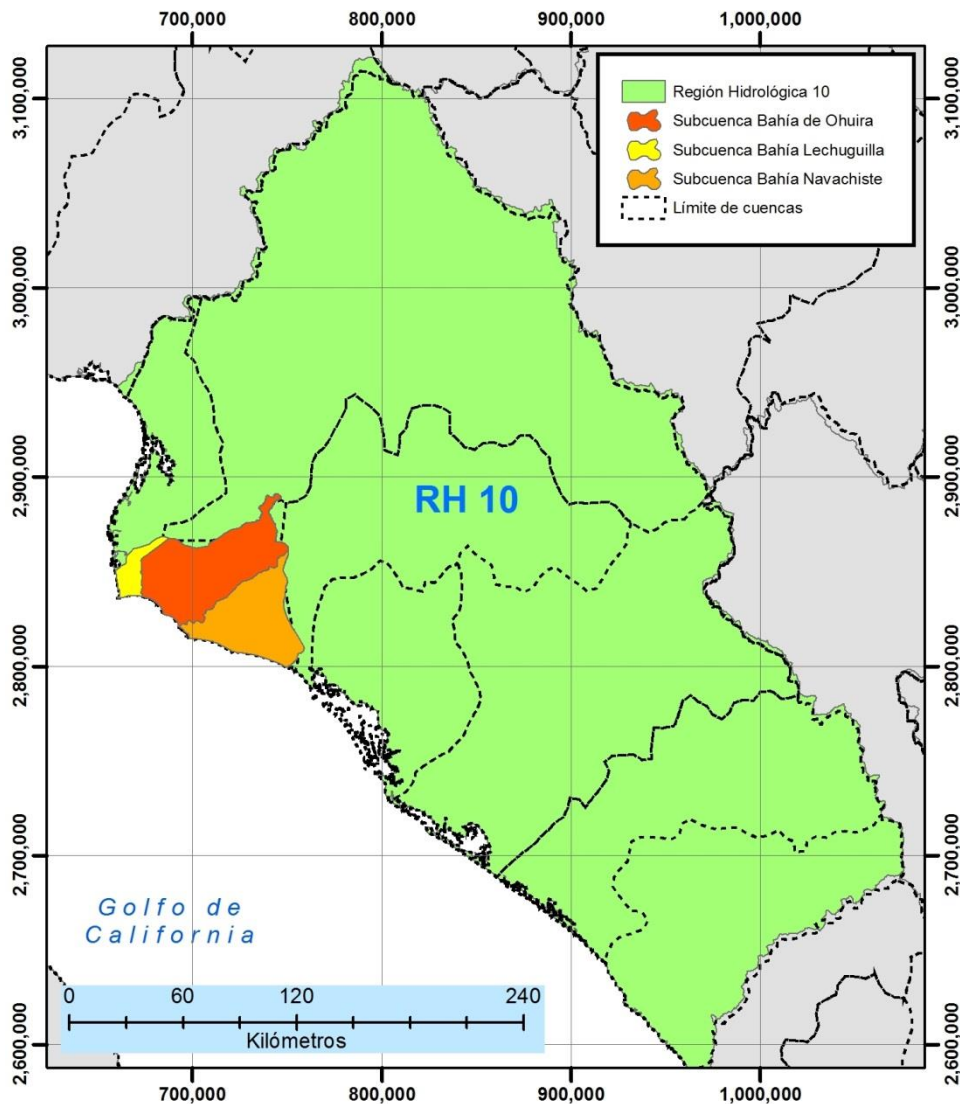 700,000 800,000 900,000 1,000,000
3,100,000 3,100,000
3,000,000 3,000,000
2,900,000 2,900,000
2,800,000 2,800,000
2,700,000 2,700,000
2,600,000 2,600,000
Región Hidrológica 10
Subcuenca Bahía de Ohuira
Subcuenca Bahía Lechuguilla
Subcuenca Bahía Navachiste
Límite de cuencas
RH 10
Golfo de
California
0 60 120 240
Kilómetros
700,000 800,000 900,000 1,000,000